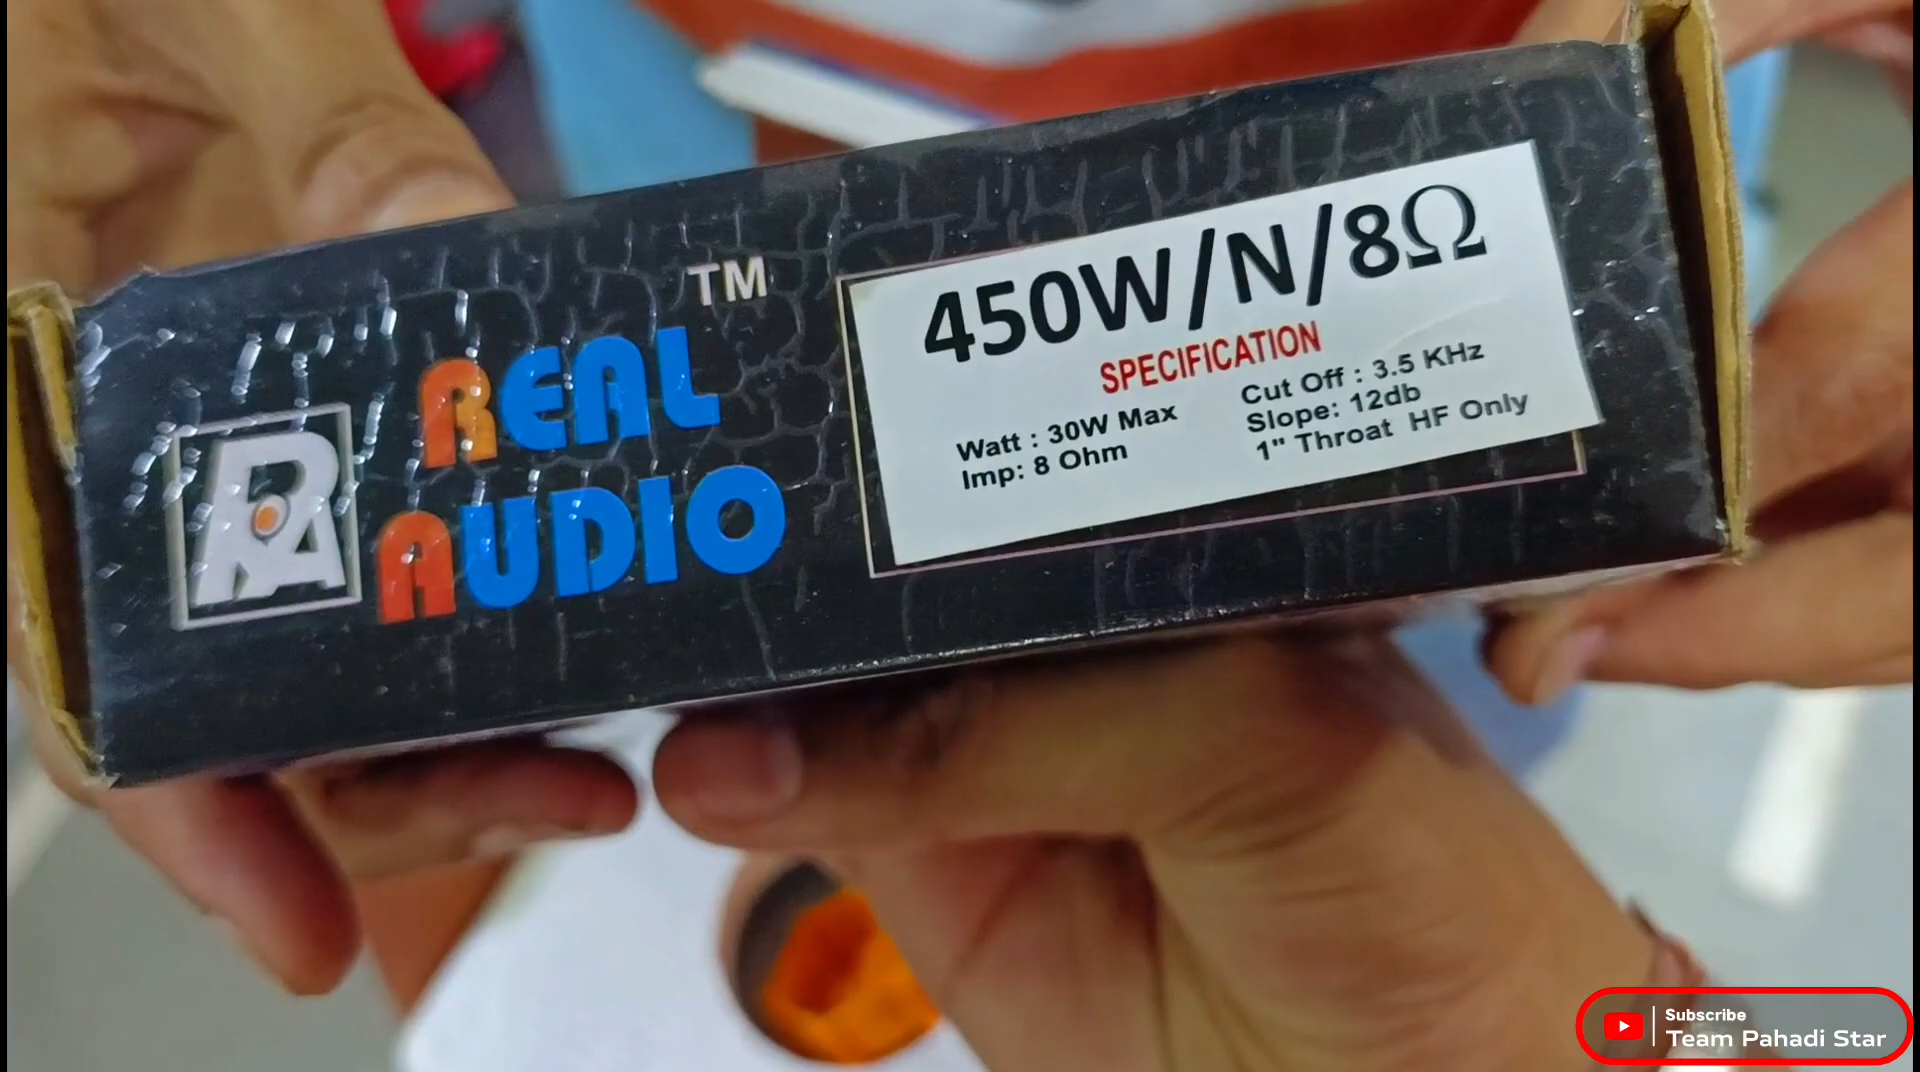 TM
REAL
AUDIO
RA
450W/N/8Ω
SPECIFICATION
Watt : 30W Max
Imp: 8 Ohm
Cut Off : 3.5 KHz
Slope: 12db
1" Throat HF Only
Subscribe
Team Pahadi Star